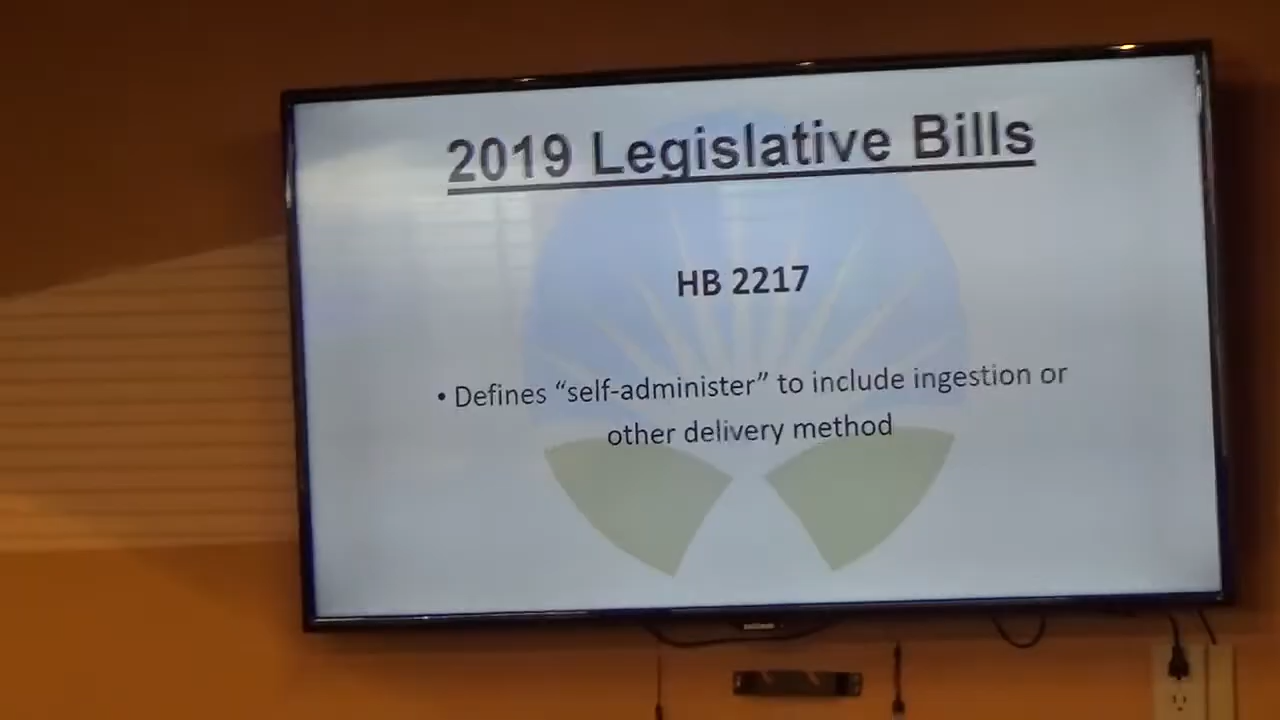 2019 Legislative Bills
HB 2217
• Defines “self-administer” to include ingestion or
other delivery method